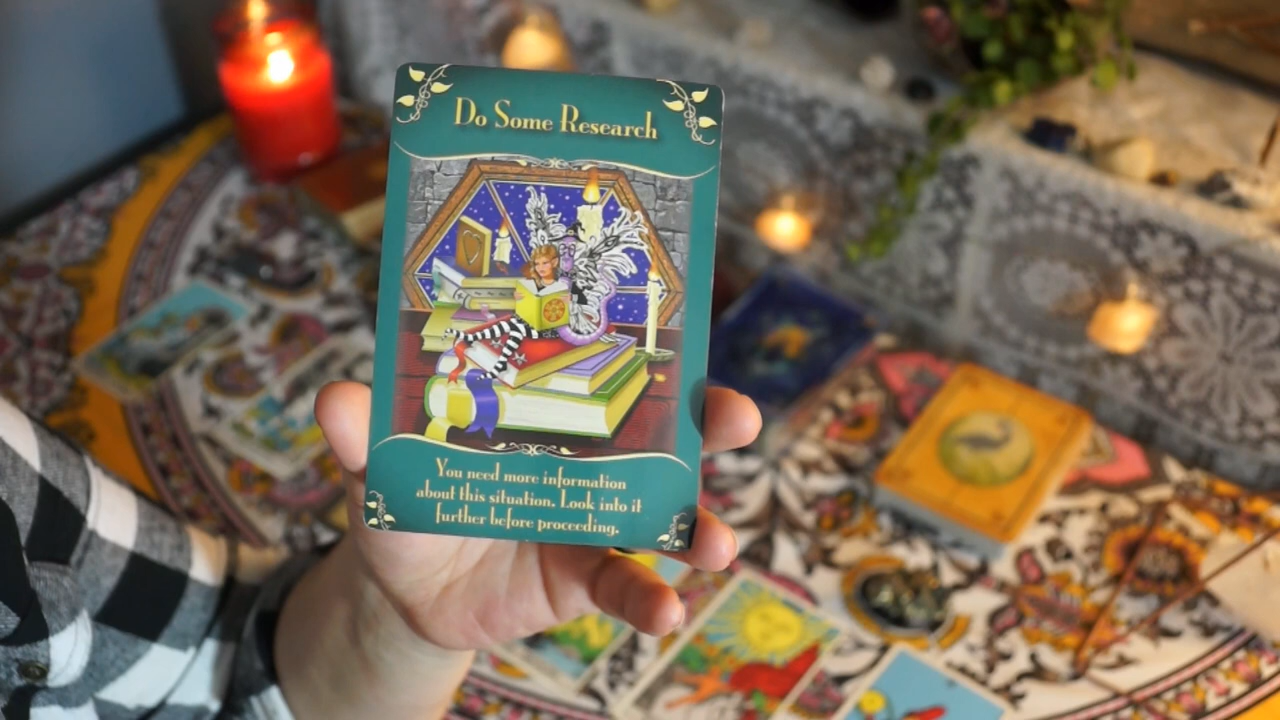 Do Some Research
You need more information
about this situation. Look into it
further before proceeding.